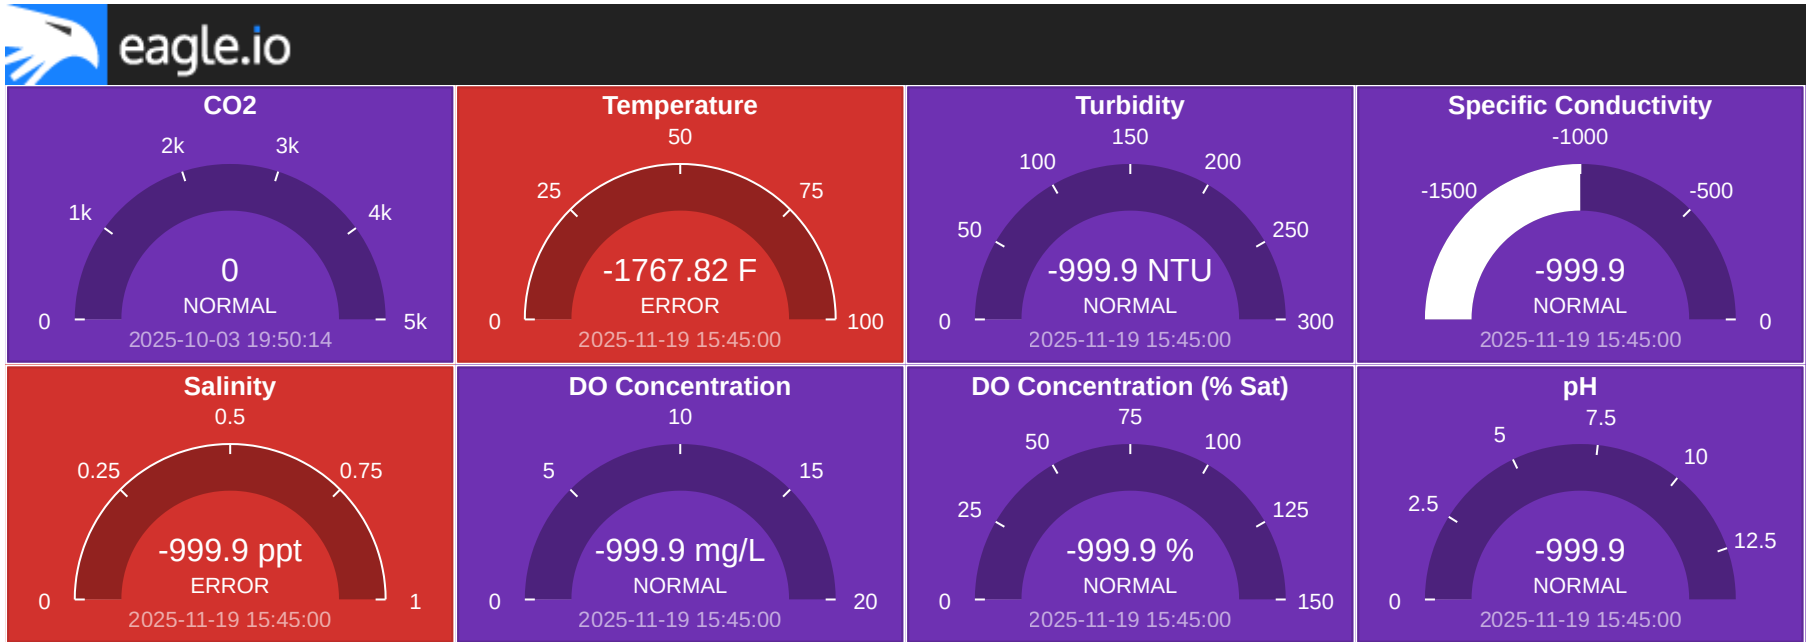 eagle.io
CO2
2k
3k
1k
4k
0
NORMAL
0
5k
2025-10-03 19:50:14
Temperature
50
25
75
-1767.82 F
ERROR
0
100
2025-11-19 15:45:00
Turbidity
150
100
200
50
250
-999.9 NTU
NORMAL
0
300
2025-11-19 15:45:00
Specific Conductivity
-1000
-1500
-500
-999.9
NORMAL
0
2025-11-19 15:45:00
Salinity
0.5
0.25
0.75
-999.9 ppt
ERROR
0
1
2025-11-19 15:45:00
DO Concentration
10
5
15
-999.9 mg/L
NORMAL
0
20
2025-11-19 15:45:00
DO Concentration (% Sat)
75
50
100
25
125
-999.9 %
NORMAL
0
150
2025-11-19 15:45:00
pH
7.5
5
10
2.5
12.5
-999.9
NORMAL
0
2025-11-19 15:45:00